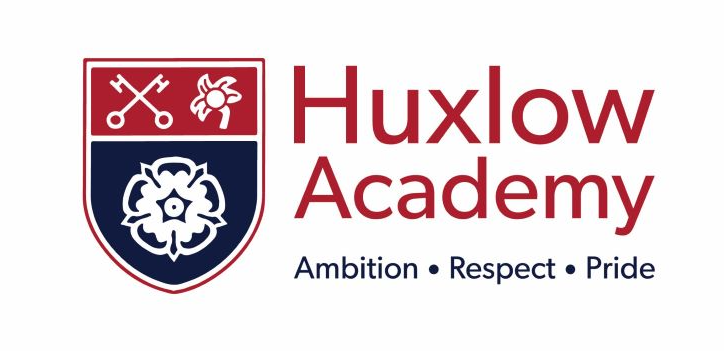 Huxlow
Academy
Ambition • Respect • Pride